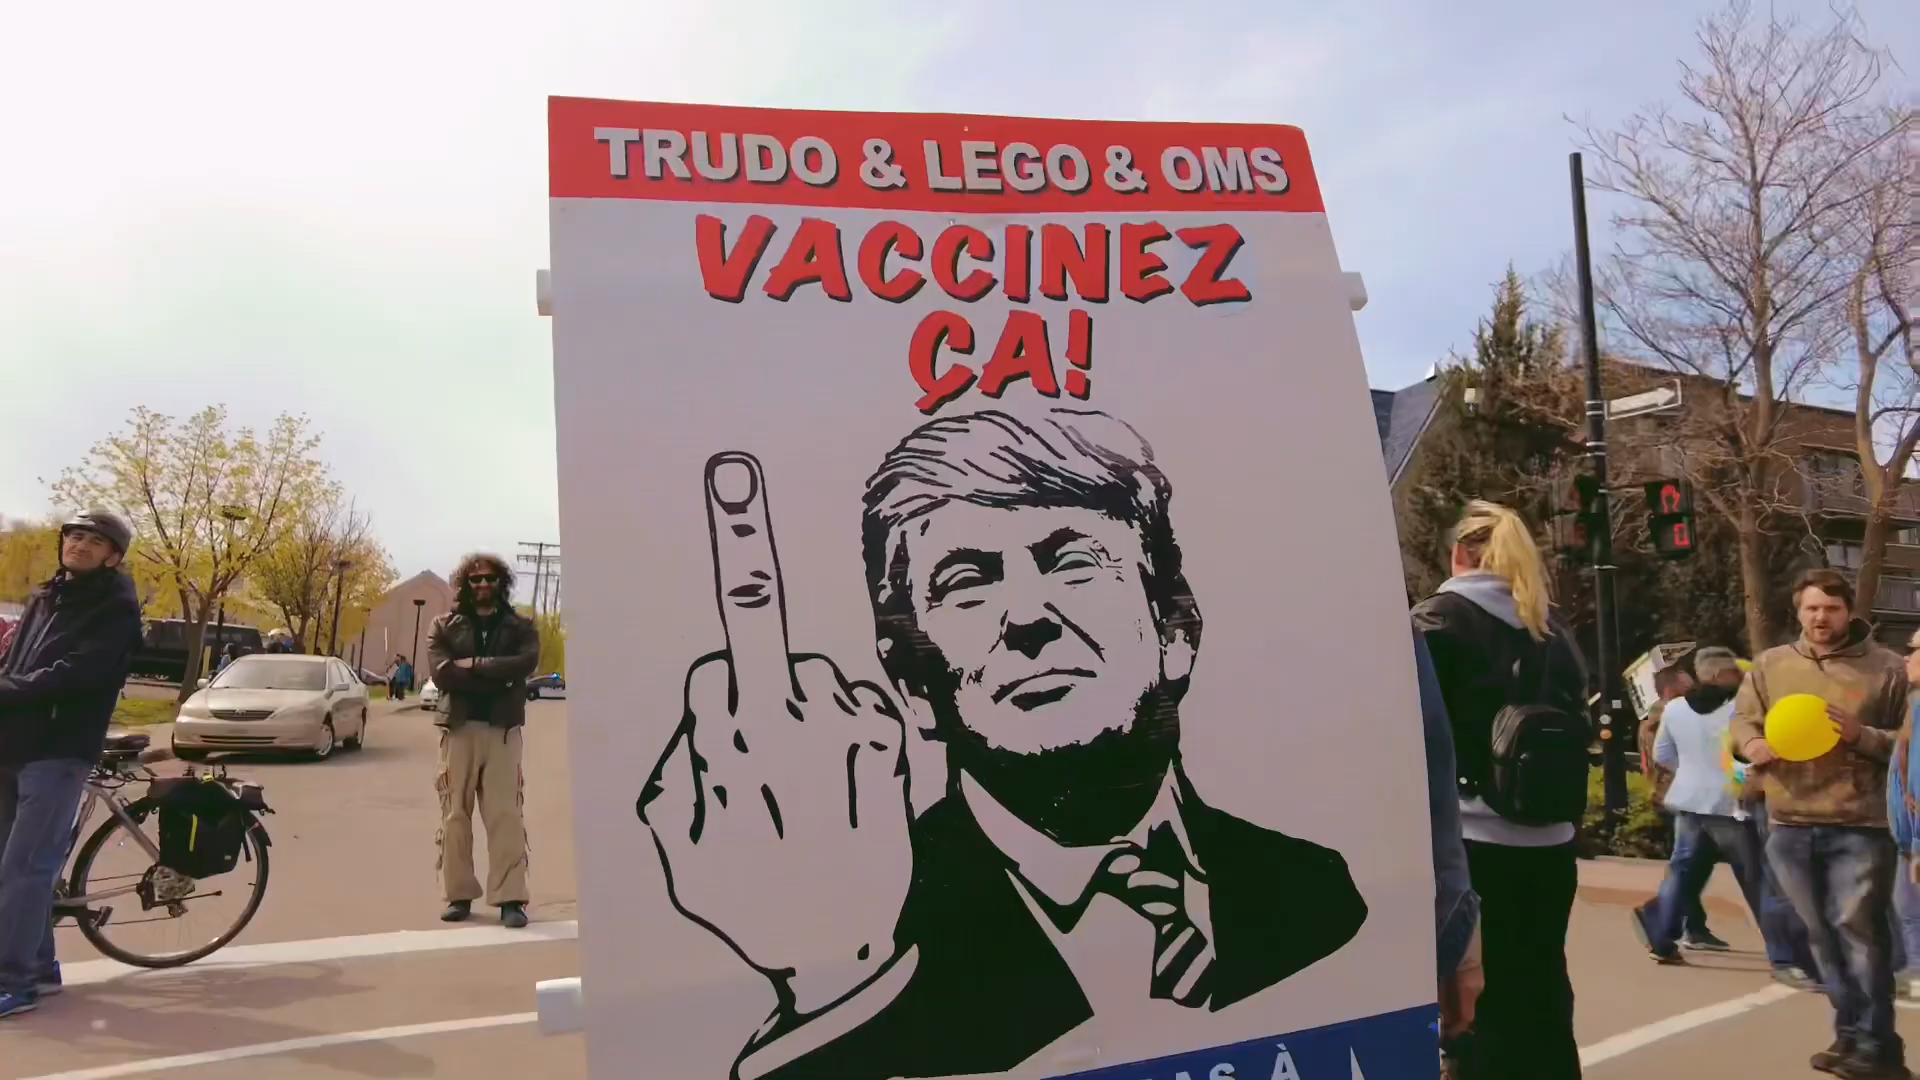 TRUDO & LEGO & OMS
VACCINEZ
ÇA!